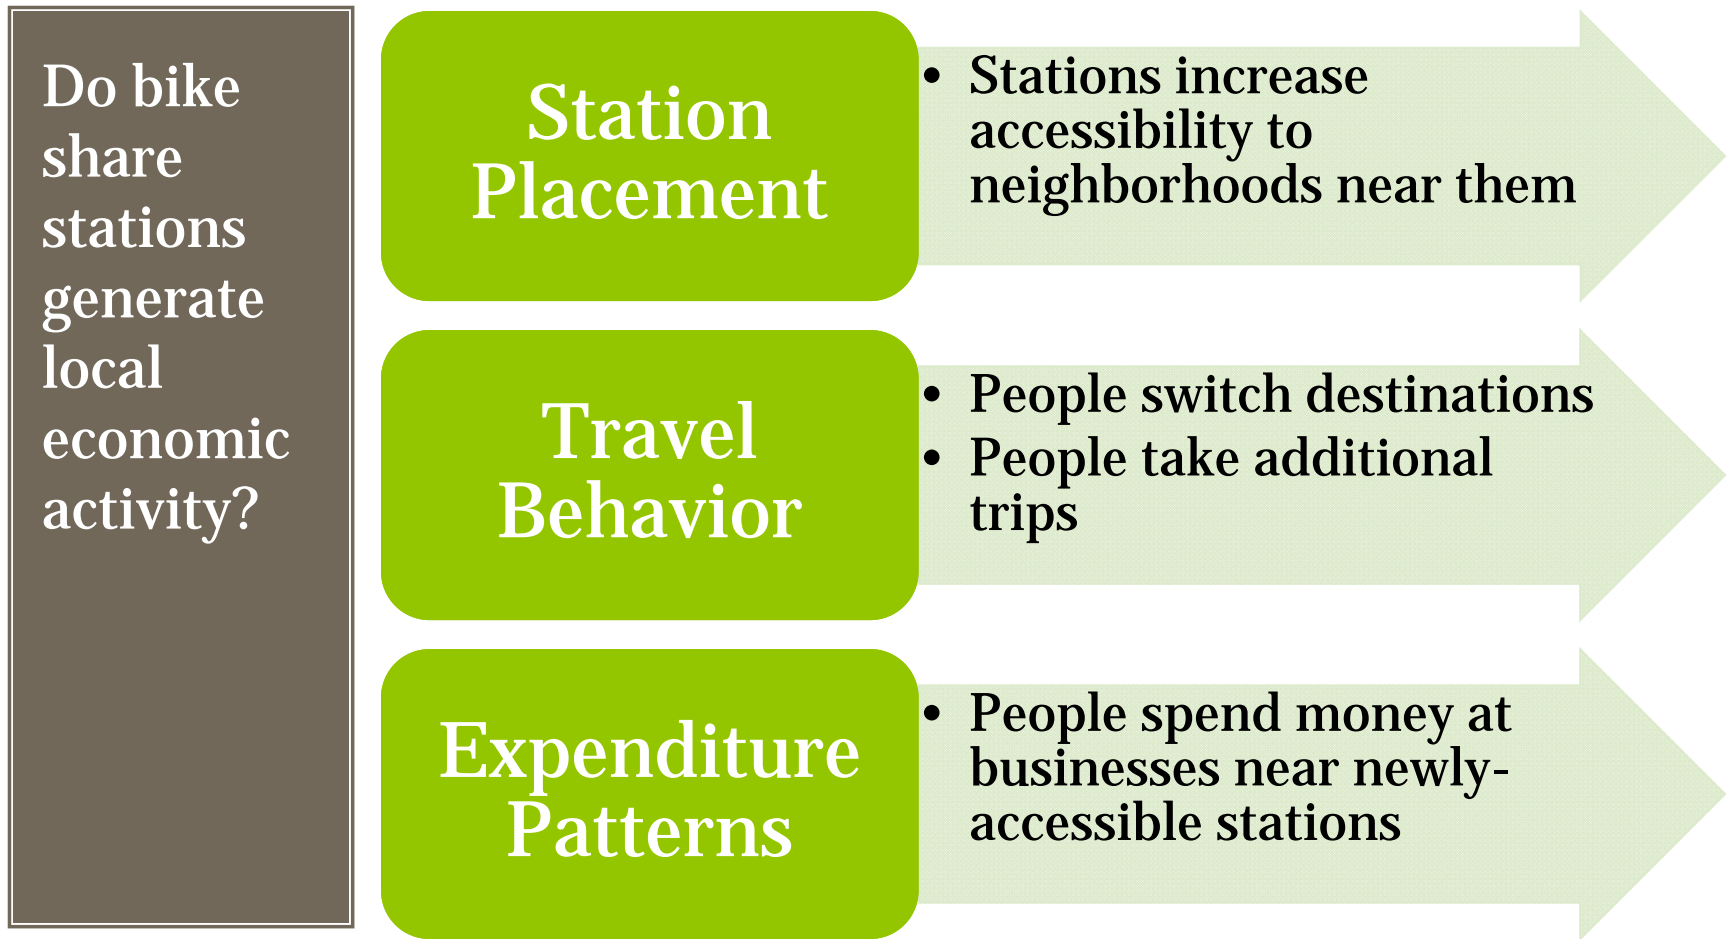 Do bike
share
stations
generate
local
economic
activity?
Station
Placement
• Stations increase
accessibility to
neighborhoods near them
Travel
Behavior
• People switch destinations
• People take additional
trips
Expenditure
Patterns
• People spend money at
businesses near newly-
accessible stations